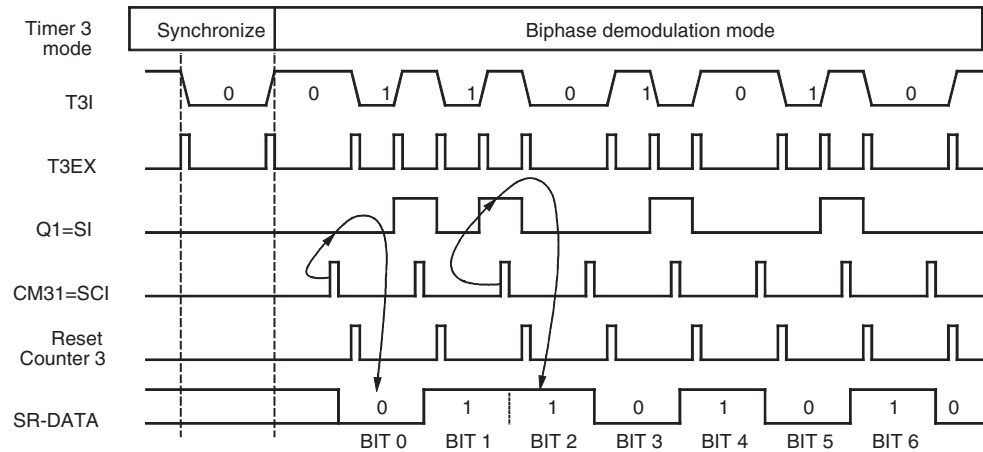 Timer 3
mode
Synchronize
Biphase demodulation mode
T3I
0 0 1 1 0 1 0 1 0
T3EX
Q1=SI
CM31=SCI
Reset
Counter 3
SR-DATA
0 1 1 0 1 0 1 0
BIT 0 BIT 1 BIT 2 BIT 3 BIT 4 BIT 5 BIT 6